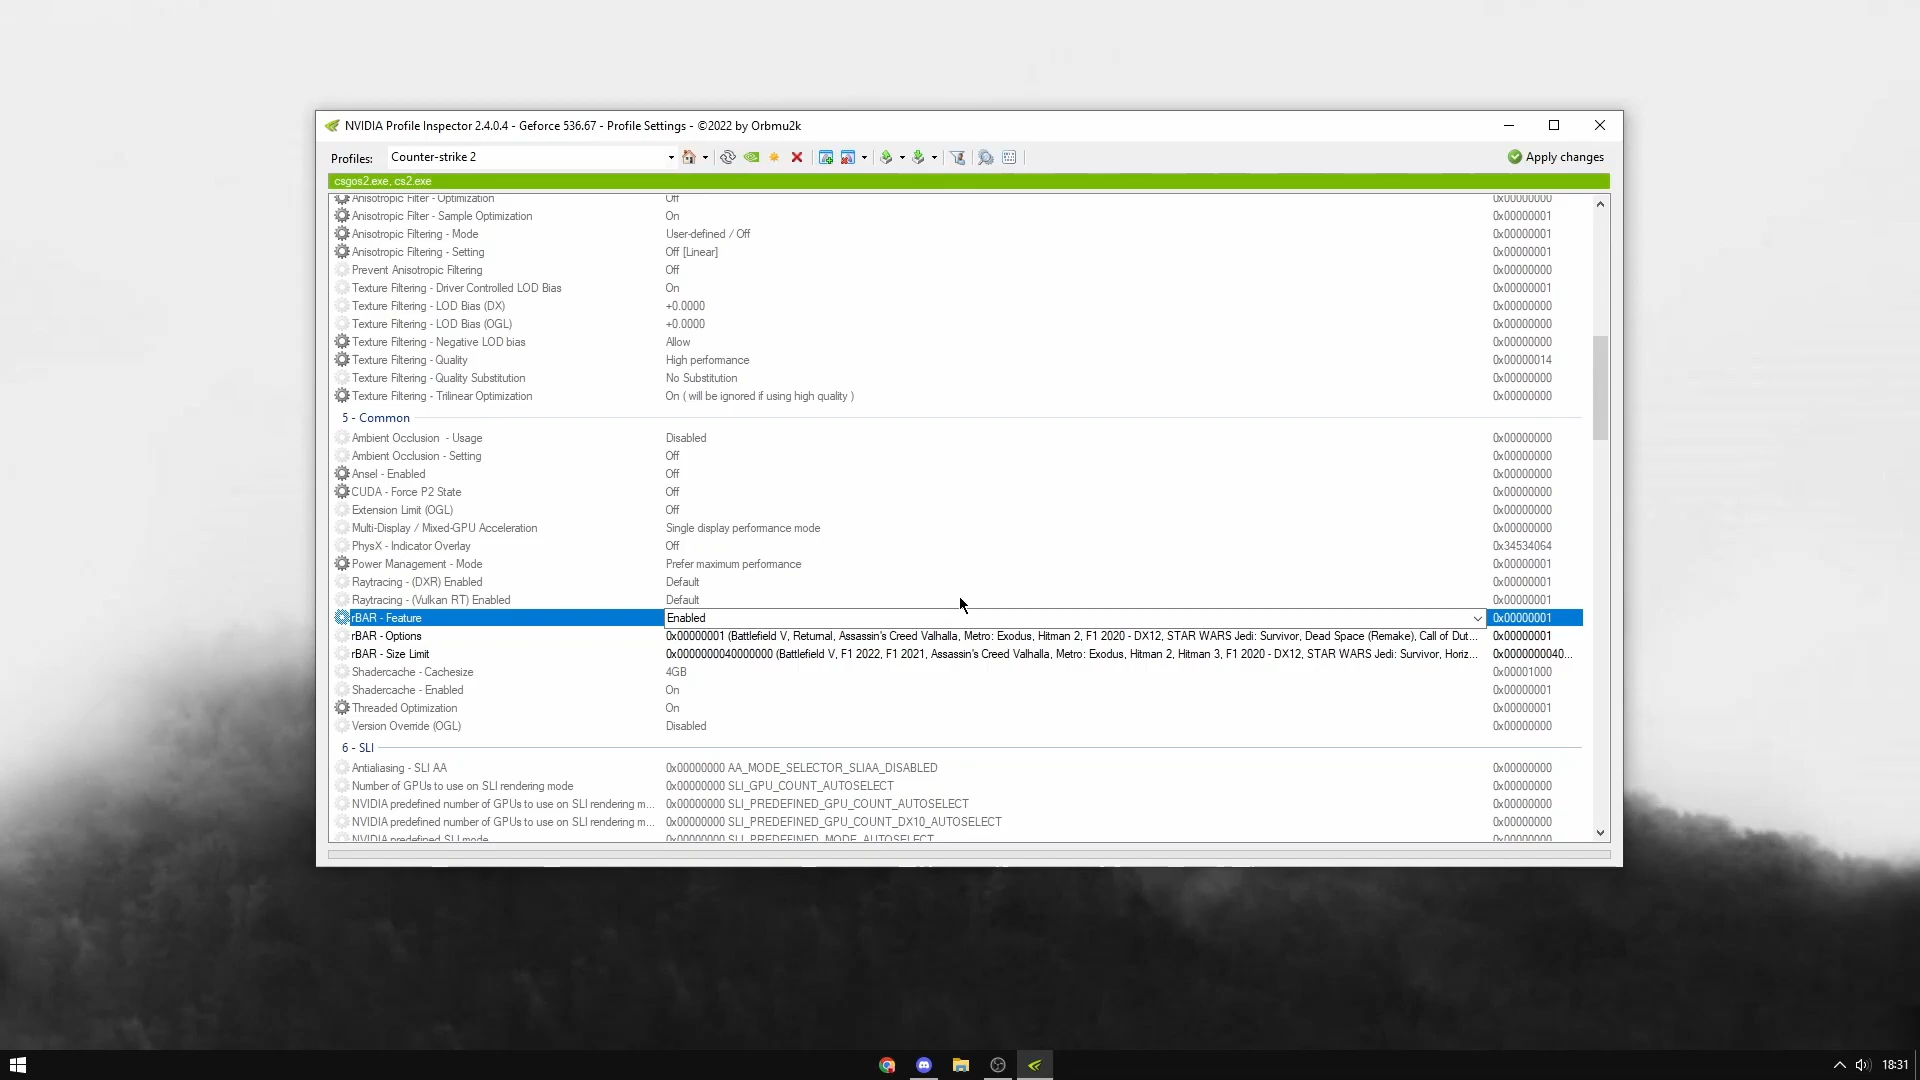 NVIDIA Profile Inspector 2.4.0.4 - Geforce 536.67 - Profile Settings - ©2022 by Orbmu2k
Profiles: Counter-strike 2 Apply changes
csgos2.exe, cs2.exe
Anisotropic Filter - Optimization Off 0x00000000
Anisotropic Filter - Sample Optimization On 0x00000001
Anisotropic Filtering - Mode User-defined / Off 0x00000001
Anisotropic Filtering - Setting Off [Linear] 0x00000001
Prevent Anisotropic Filtering Off 0x00000000
Texture Filtering - Driver Controlled LOD Bias On 0x00000001
Texture Filtering - LOD Bias (DX) +0.0000 0x00000000
Texture Filtering - LOD Bias (OGL) +0.0000 0x00000000
Texture Filtering - Negative LOD bias Allow 0x00000000
Texture Filtering - Quality High performance 0x00000014
Texture Filtering - Quality Substitution No Substitution 0x00000000
Texture Filtering - Trilinear Optimization On ( will be ignored if using high quality ) 0x00000000
5 - Common
Ambient Occlusion - Usage Disabled 0x00000000
Ambient Occlusion - Setting Off 0x00000000
Ansel - Enabled Off 0x00000000
CUDA - Force P2 State Off 0x00000000
Extension Limit (OGL) Off 0x00000000
Multi-Display / Mixed-GPU Acceleration Single display performance mode 0x00000000
PhysX - Indicator Overlay Off 0x34534064
Power Management - Mode Prefer maximum performance 0x00000001
Raytracing - (DXR) Enabled Default 0x00000001
Raytracing - (Vulkan RT) Enabled Default 0x00000001
rBAR - Feature Enabled 0x00000001
rBAR - Options 0x00000001 (Battlefield V, Returnal, Assassin's Creed Valhalla, Metro: Exodus, Hitman 2, F1 2020 - DX12, STAR WARS Jedi: Survivor, Dead Space (Remake), Call of Dut... 0x00000001
rBAR - Size Limit 0x0000000040000000 (Battlefield V, F1 2022, F1 2021, Assassin's Creed Valhalla, Metro: Exodus, Hitman 2, Hitman 3, F1 2020 - DX12, STAR WARS Jedi: Survivor, Horiz... 0x0000000040...
Shadercache - Cachesize 4GB 0x00001000
Shadercache - Enabled On 0x00000001
Threaded Optimization On 0x00000001
Version Override (OGL) Disabled 0x00000000
6 - SLI
Antialiasing - SLI AA 0x00000000 AA_MODE_SELECTOR_SLIAA_DISABLED 0x00000000
Number of GPUs to use on SLI rendering mode 0x00000000 SLI_GPU_COUNT_AUTOSELECT 0x00000000
NVIDIA predefined number of GPUs to use on SLI rendering m... 0x00000000 SLI_PREDEFINED_GPU_COUNT_AUTOSELECT 0x00000000
NVIDIA predefined number of GPUs to use on SLI rendering m... 0x00000000 SLI_PREDEFINED_GPU_COUNT_DX10_AUTOSELECT 0x00000000
NVIDIA predefined SLI mode 0x00000000 SLI_PREDEFINED_MODE_AUTOSELECT 0x00000000
18:31